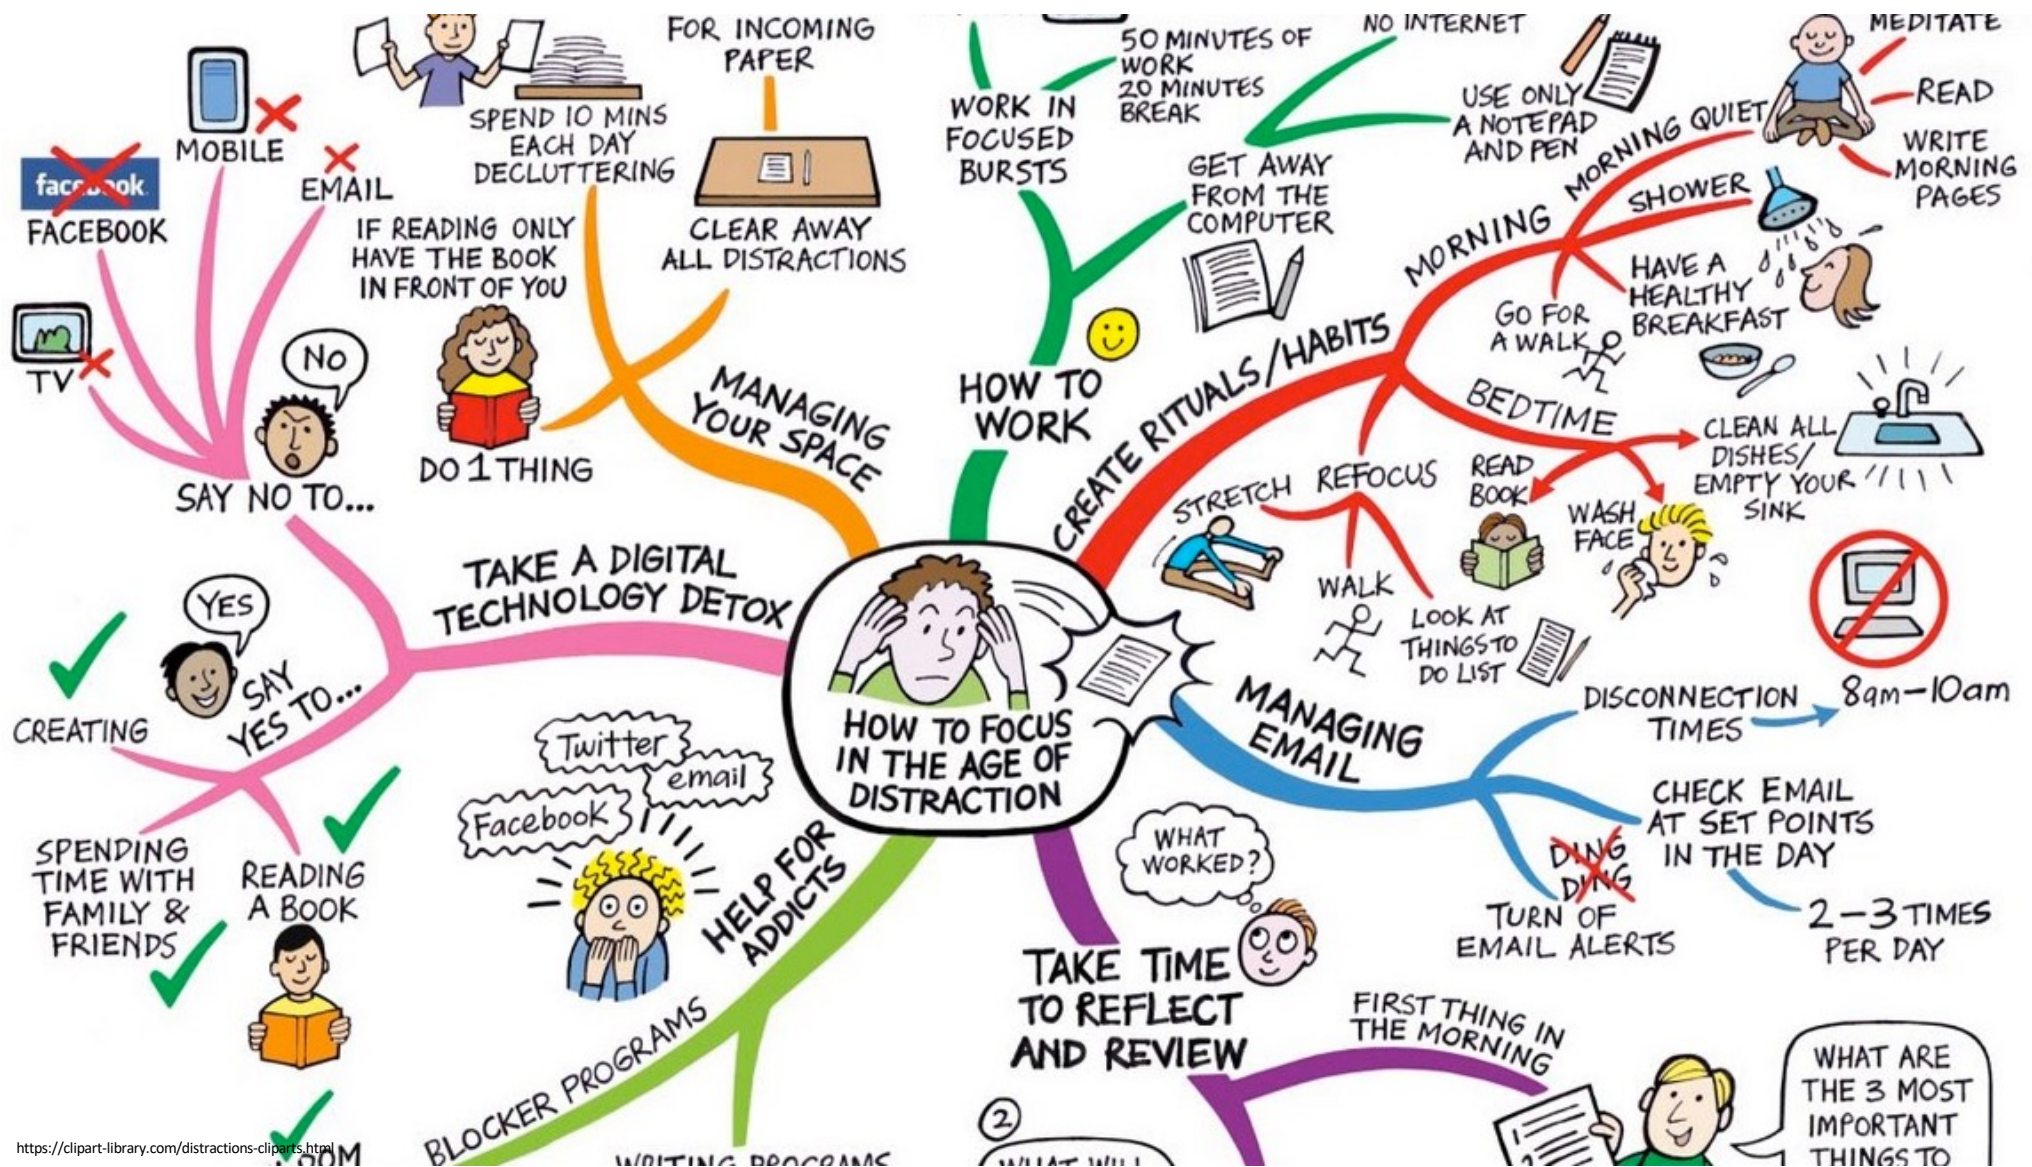 FOR INCOMING
PAPER
SPEND 10 MINS
EACH DAY
DECLUTTERING
MOBILE
facebook
FACEBOOK
EMAIL
TV
NO
SAY NO TO...
IF READING ONLY
HAVE THE BOOK
IN FRONT OF YOU
DO 1 THING
CLEAR AWAY
ALL DISTRACTIONS
MANAGING
YOUR SPACE
50 MINUTES OF
WORK
20 MINUTES
BREAK
WORK IN
FOCUSED
BURSTS
NO INTERNET
USE ONLY
A NOTEPAD
AND PEN
GET AWAY
FROM THE
COMPUTER
HOW TO
WORK
CREATE RITUALS/HABITS
MORNING
MORNING QUIET
MEDITATE
READ
WRITE
MORNING
PAGES
SHOWER
HAVE A
HEALTHY
BREAKFAST
GO FOR
A WALK
BEDTIME
CLEAN ALL
DISHES/
EMPTY YOUR
SINK
READ
BOOK
WASH
FACE
REFOCUS
STRETCH
WALK
LOOK AT
THINGS TO
DO LIST
TAKE A DIGITAL
TECHNOLOGY DETOX
YES
SAY
YES TO...
CREATING
SPENDING
TIME WITH
FAMILY &
FRIENDS
READING
A BOOK
HOW TO FOCUS
IN THE AGE OF
DISTRACTION
MANAGING
EMAIL
DISCONNECTION
TIMES
8am-10am
CHECK EMAIL
AT SET POINTS
IN THE DAY
2-3 TIMES
PER DAY
DING
DING
TURN OF
EMAIL ALERTS
Twitter
email
Facebook
HELP FOR
ADDICTS
BLOCKER PROGRAMS
WRITING PROGRAMS
WHAT
WORKED?
TAKE TIME
TO REFLECT
AND REVIEW
FIRST THING IN
THE MORNING
WHAT ARE
THE 3 MOST
IMPORTANT
THINGS TO
2
WHAT WILL
1
https://clipart-library.com/distractions-cliparts.html